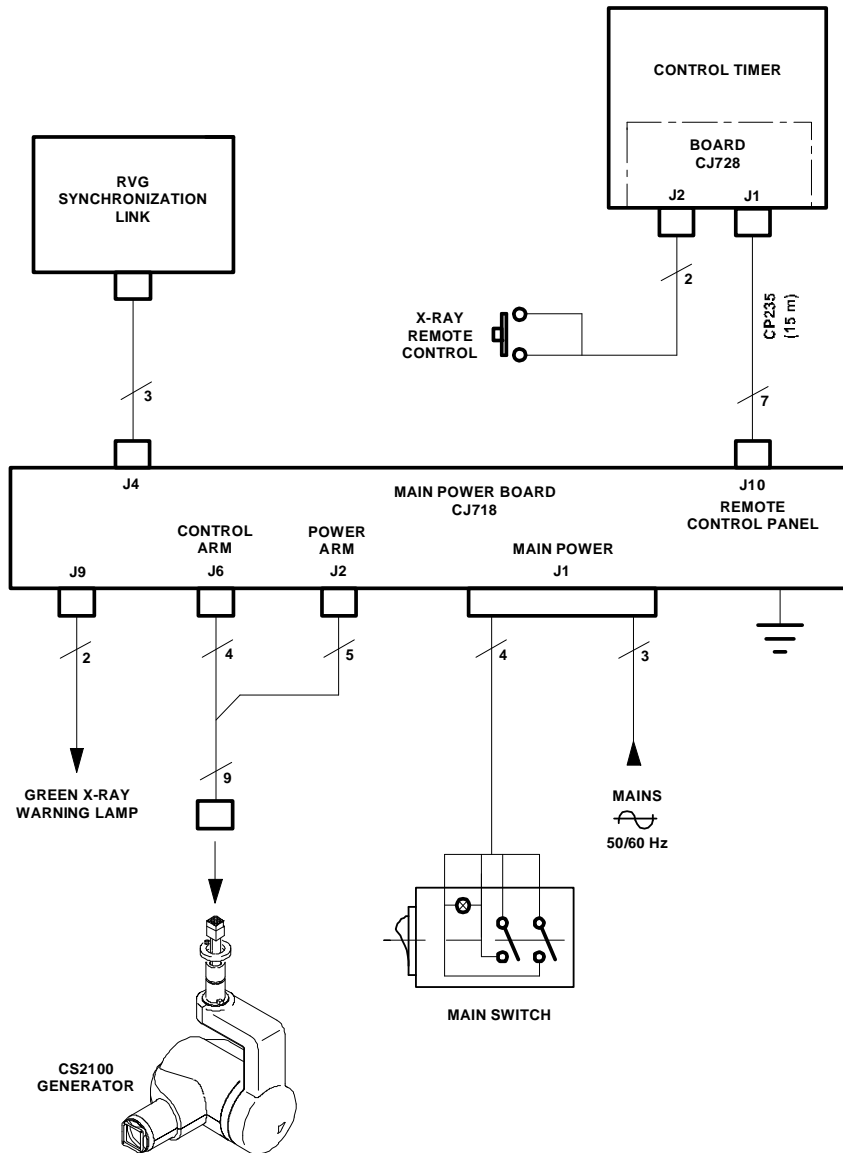 CONTROL TIMER
BOARD
CJ728
J2
J1
RVG
SYNCHRONIZATION
LINK
2
CP235
(15 m)
X-RAY
REMOTE
CONTROL
3
7
J4
MAIN POWER BOARD
CJ718
J10
REMOTE
CONTROL PANEL
CONTROL
ARM
J6
POWER
ARM
J2
MAIN POWER
J1
J9
2
4
5
4
3
9
GREEN X-RAY
WARNING LAMP
MAINS
50/60 Hz
MAIN SWITCH
CS2100
GENERATOR